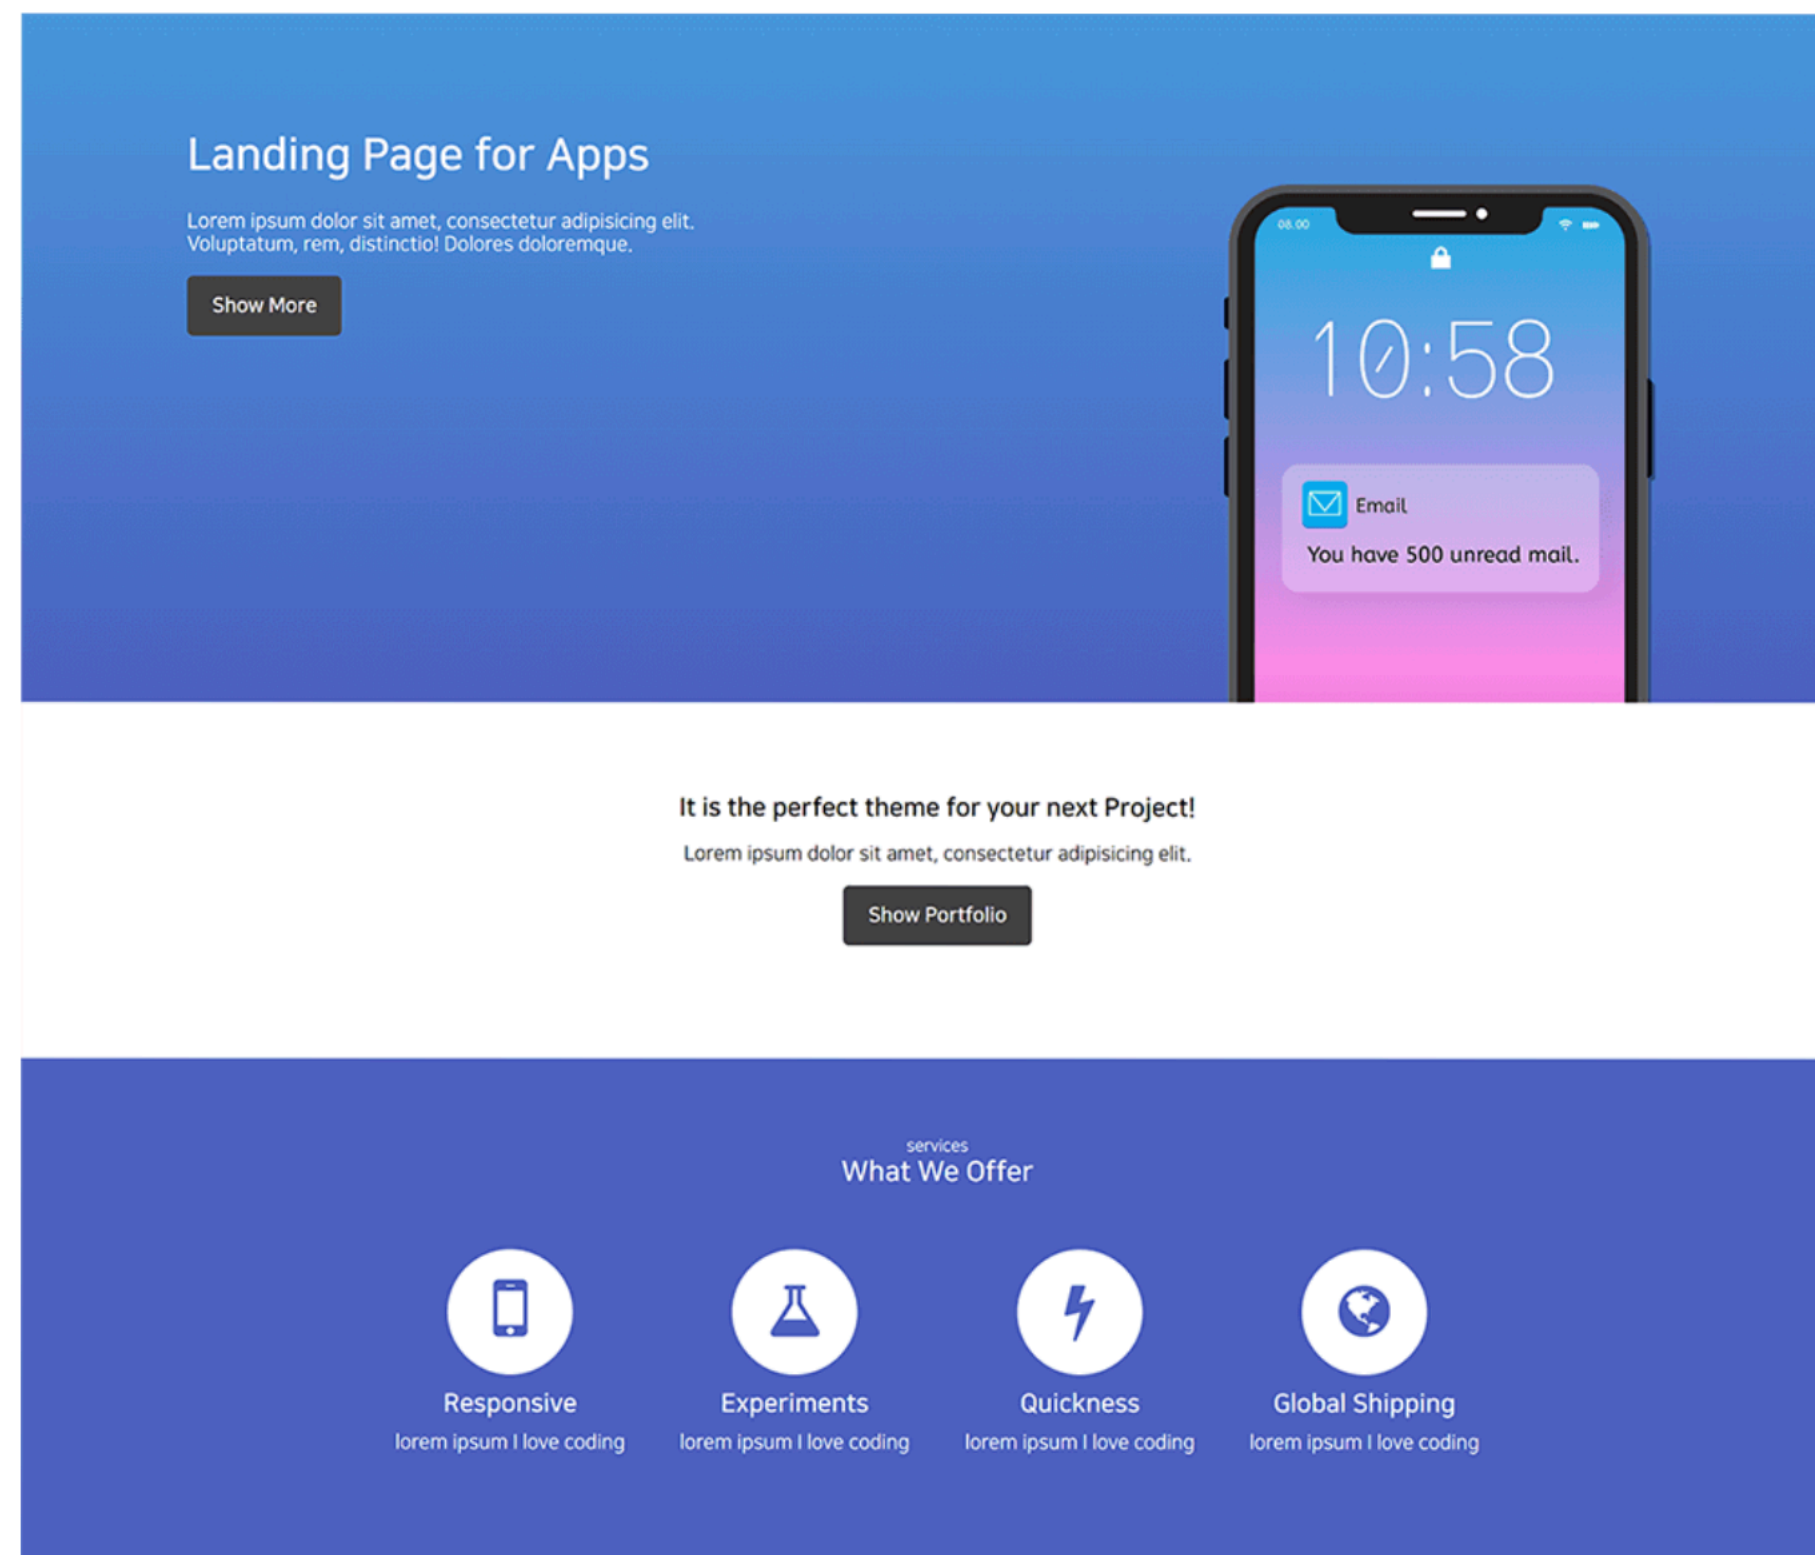 Landing Page for Apps
Lorem ipsum dolor sit amet, consectetur adipisicing elit.
Voluptatum, rem, distinctio! Dolores doloremque.
Show More
08.00
10:58
Email
You have 500 unread mail.
It is the perfect theme for your next Project!
Lorem ipsum dolor sit amet, consectetur adipisicing elit.
Show Portfolio
services
What We Offer
Responsive
Experiments
Quickness
Global Shipping
lorem ipsum I love coding
lorem ipsum I love coding
lorem ipsum I love coding
lorem ipsum I love coding